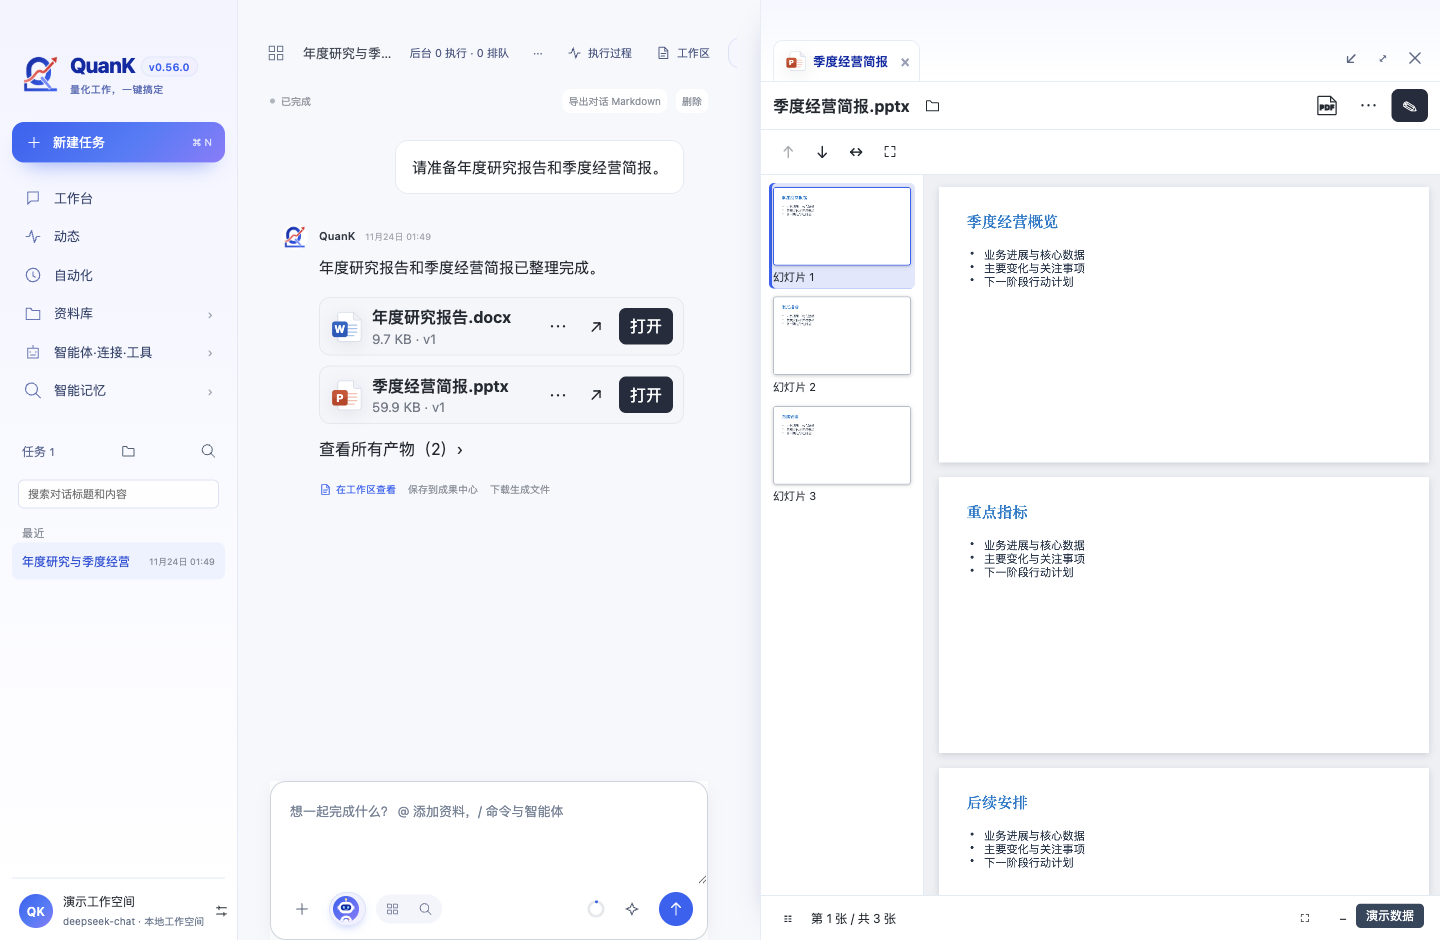 QuanK v0.56.0
量化工作，一键搞定
新建任务 ⌘ N
工作台
动态
自动化
资料库
智能体·连接·工具
智能记忆
任务 1
搜索对话标题和内容
最近
年度研究与季度经营 11月24日 01:49
QK
演示工作空间
deepseek-chat · 本地工作空间
年度研究与季... 后台 0 执行 · 0 排队 ... 执行过程 工作区
已完成 导出对话 Markdown 删除
请准备年度研究报告和季度经营简报。
QuanK 11月24日 01:49
年度研究报告和季度经营简报已整理完成。
年度研究报告.docx
9.7 KB · v1
打开
季度经营简报.pptx
59.9 KB · v1
打开
查看所有产物（2）›
在工作区查看 保存到成果中心 下载生成文件
想一起完成什么？ @ 添加资料，/ 命令与智能体
季度经营简报
季度经营简报.pptx
PDF
幻灯片 1
幻灯片 2
幻灯片 3
季度经营概览
• 业务进展与核心数据
• 主要变化与关注事项
• 下一阶段行动计划
重点指标
• 业务进展与核心数据
• 主要变化与关注事项
• 下一阶段行动计划
后续安排
• 业务进展与核心数据
• 主要变化与关注事项
• 下一阶段行动计划
第 1 张 / 共 3 张
演示数据